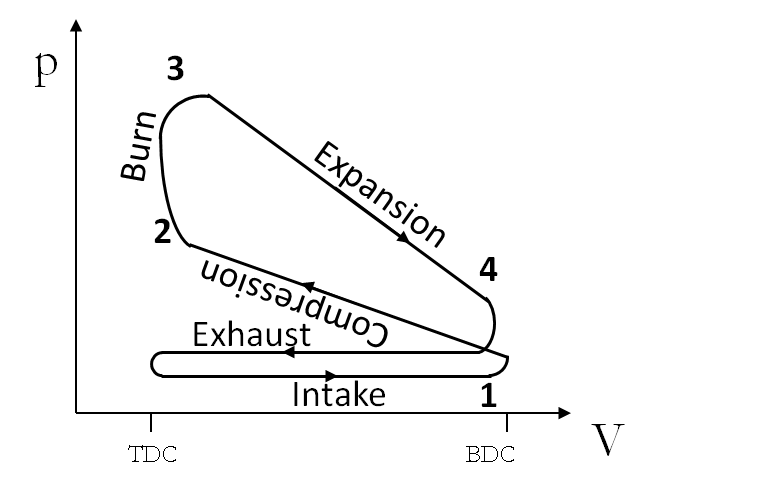 p
3
Burn
Expansion
2
4
Compression
Exhaust
Intake
1
TDC
BDC
V